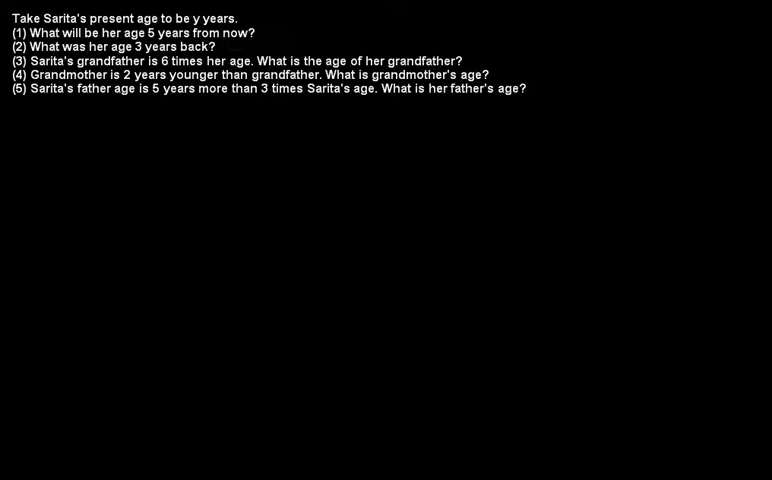 Take Sarita's present age to be y years.
(1) What will be her age 5 years from now?
(2) What was her age 3 years back?
(3) Sarita's grandfather is 6 times her age. What is the age of her grandfather?
(4) Grandmother is 2 years younger than grandfather. What is grandmother's age?
(5) Sarita's father age is 5 years more than 3 times Sarita's age. What is her father's age?